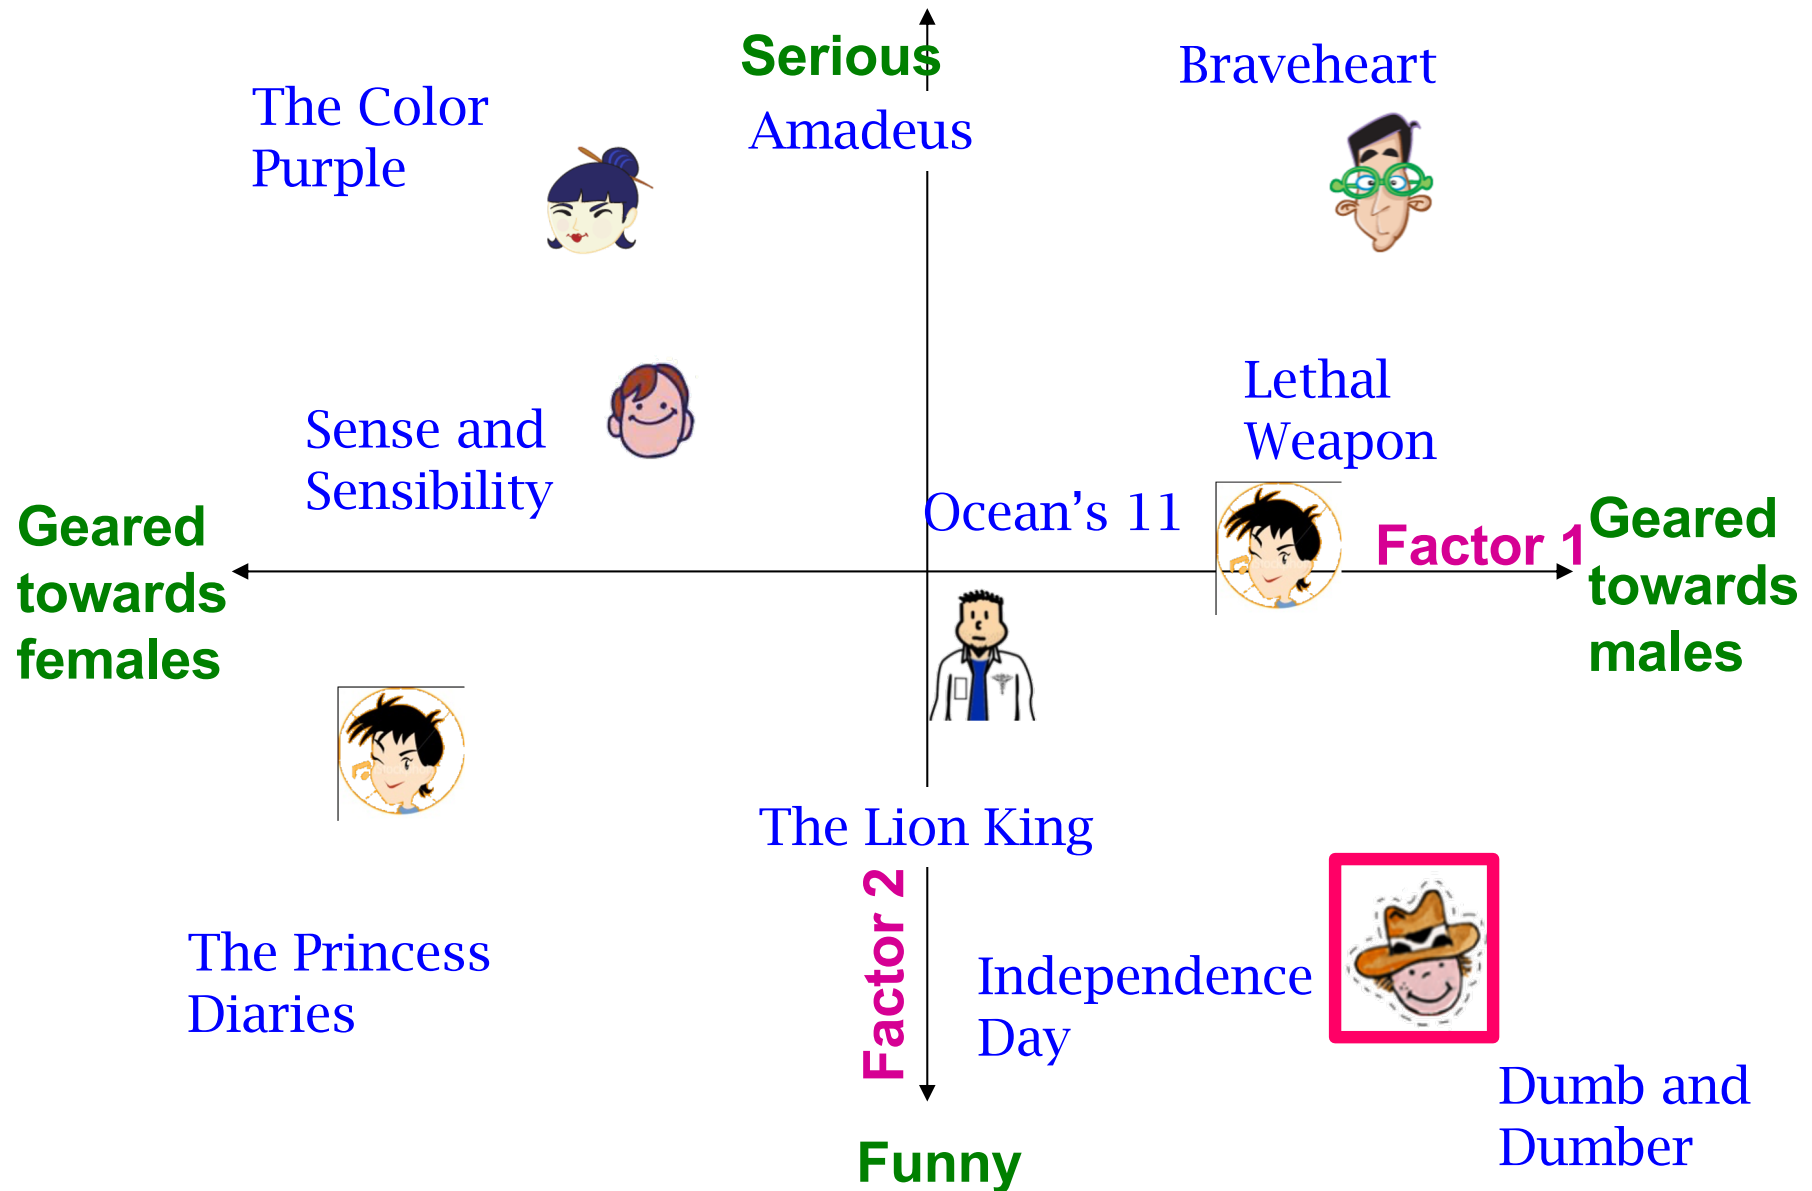 Serious
Braveheart
The Color
Purple
Amadeus
Lethal
Weapon
Sense and
Sensibility
Ocean’s 11
Geared
towards
females
Factor 1
Geared
towards
males
The Lion King
Factor 2
The Princess
Diaries
Independence
Day
Dumb and
Dumber
Funny